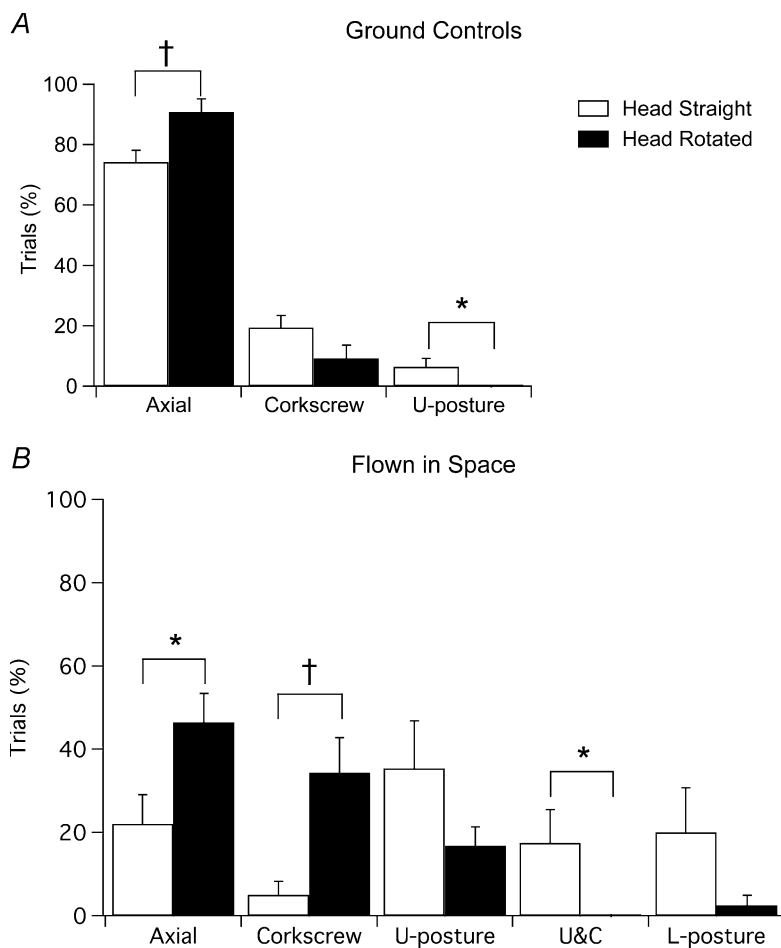 A
Ground Controls
†
100
80
60
40
20
0
Trials (%)
*
Axial
Corkscrew
U-posture
Head Straight
Head Rotated
B
Flown in Space
100
80
60
40
20
0
Trials (%)
*
†
*
Axial
Corkscrew
U-posture
U&C
L-posture